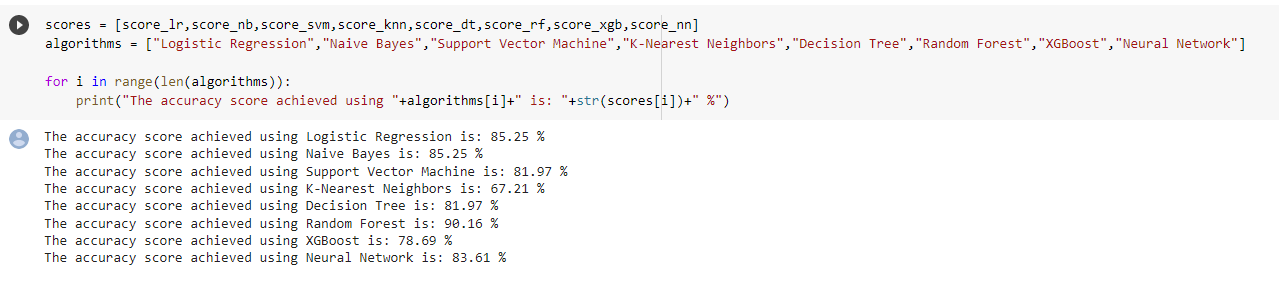 scores = [score_lr,score_nb,score_svm,score_knn,score_dt,score_rf,score_xgb,score_nn]
algorithms = ["Logistic Regression","Naive Bayes","Support Vector Machine","K-Nearest Neighbors","Decision Tree","Random Forest","XGBoost","Neural Network"]
for i in range(len(algorithms)):
    print("The accuracy score achieved using "+algorithms[i]+" is: "+str(scores[i])+" %")
The accuracy score achieved using Logistic Regression is: 85.25 %
The accuracy score achieved using Naive Bayes is: 85.25 %
The accuracy score achieved using Support Vector Machine is: 81.97 %
The accuracy score achieved using K-Nearest Neighbors is: 67.21 %
The accuracy score achieved using Decision Tree is: 81.97 %
The accuracy score achieved using Random Forest is: 90.16 %
The accuracy score achieved using XGBoost is: 78.69 %
The accuracy score achieved using Neural Network is: 83.61 %